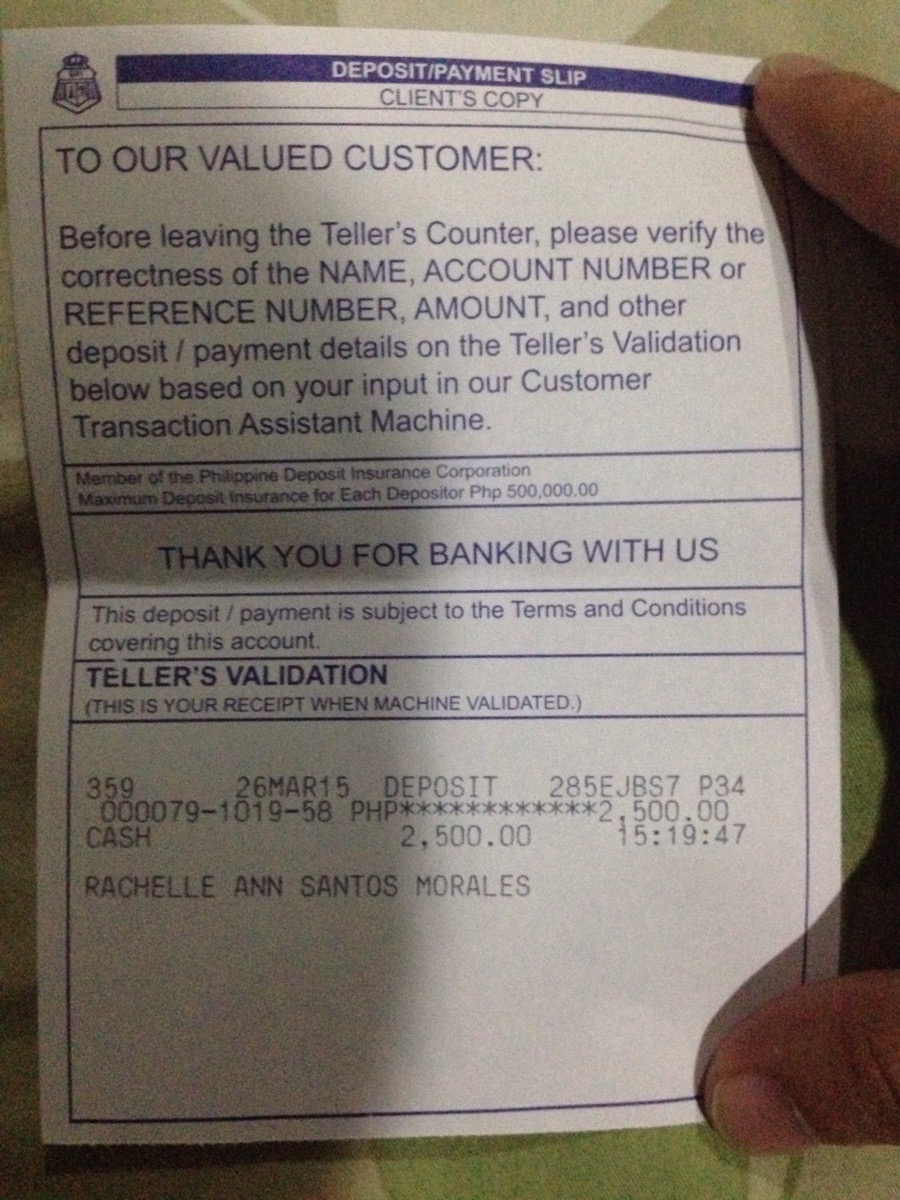 DEPOSIT/PAYMENT SLIP
CLIENT'S COPY
TO OUR VALUED CUSTOMER:
Before leaving the Teller's Counter, please verify the
correctness of the NAME, ACCOUNT NUMBER or
REFERENCE NUMBER, AMOUNT, and other
deposit / payment details on the Teller's Validation
below based on your input in our Customer
Transaction Assistant Machine.
Member of the Philippine Deposit Insurance Corporation
Maximum Deposit Insurance for Each Depositor Php 500,000.00
THANK YOU FOR BANKING WITH US
This deposit / payment is subject to the Terms and Conditions
covering this account.
TELLER'S VALIDATION
(THIS IS YOUR RECEIPT WHEN MACHINE VALIDATED.)
359 26MAR15 DEPOSIT 285EJBS7 P34
000079-1019-58 PHP************2,500.00
CASH 2,500.00 15:19:47
RACHELLE ANN SANTOS MORALES